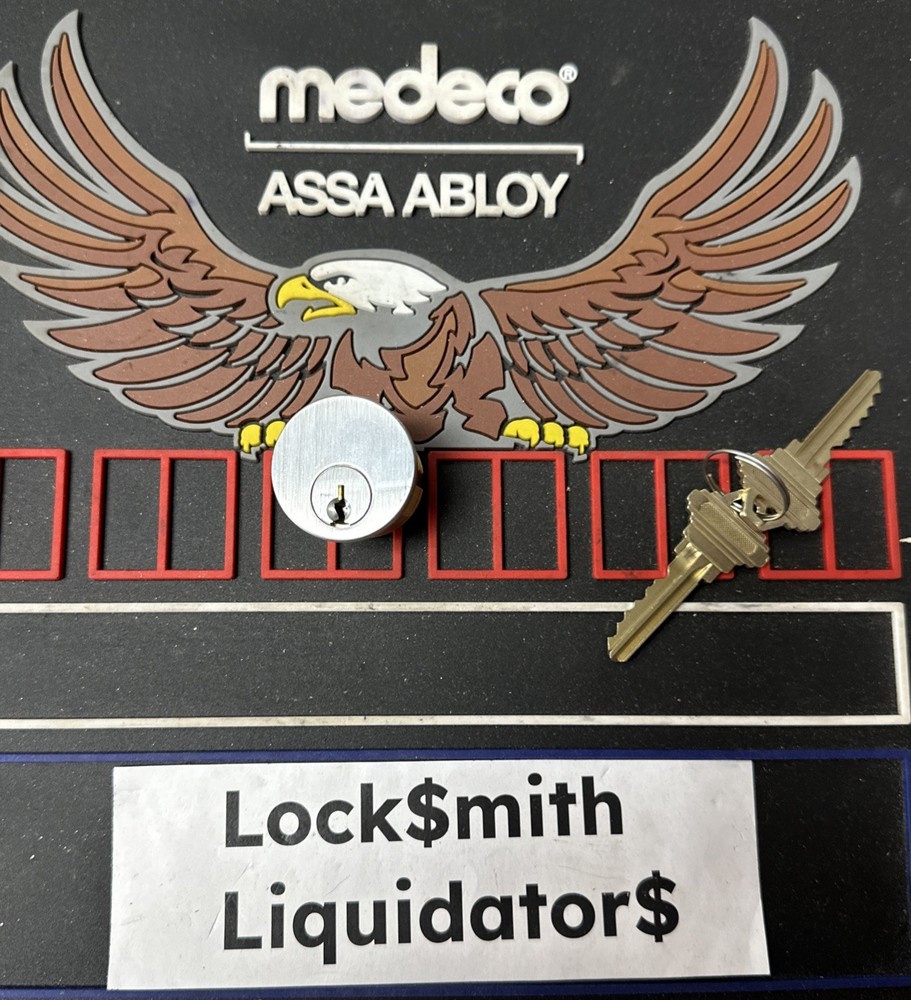 medeco®
ASSA ABLOY
Lock$mith
Liquidator$